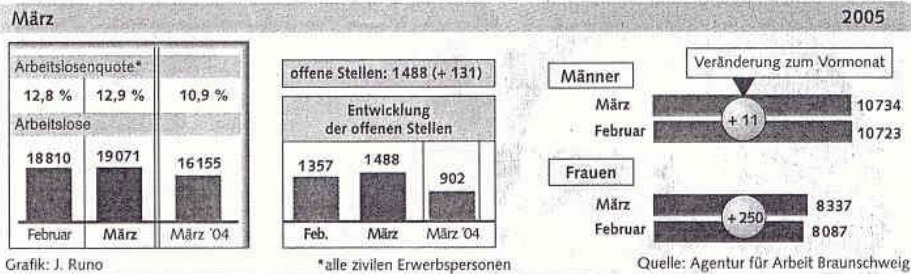 März 2005
Arbeitslosenquote*
12,8 % 12,9 % 10,9 %
Arbeitslose
18810 19071 16155
Februar März März '04
offene Stellen: 1488 (+ 131)
Entwicklung
der offenen Stellen
1357 1488 902
Feb. März März '04
Veränderung zum Vormonat
Männer
März 10734
+ 11
Februar 10723
Frauen
März 8337
+ 250
Februar 8087
Grafik: J. Runo *alle zivilen Erwerbspersonen Quelle: Agentur für Arbeit Braunschweig